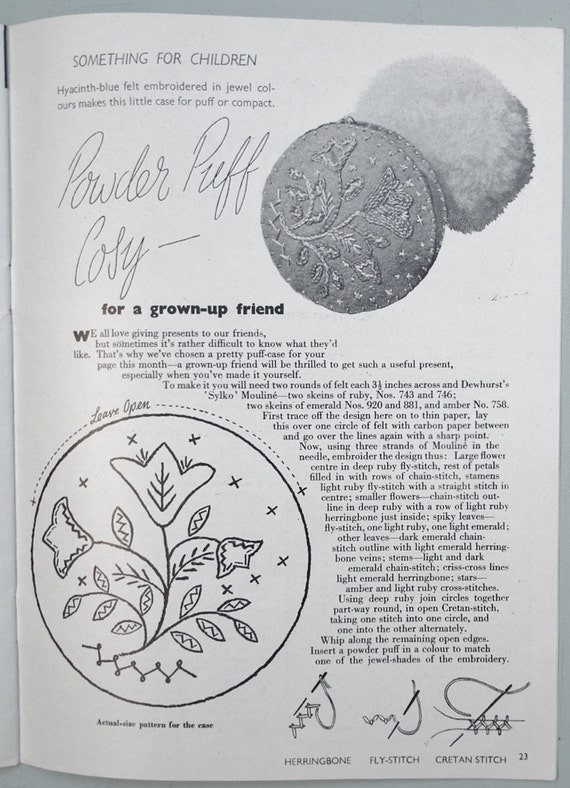 SOMETHING FOR CHILDREN
Hyacinth-blue felt embroidered in jewel col-
ours makes this little case for puff or compact.
Powder Puff
Cosy —
for a grown-up friend
WE all love giving presents to our friends,
but sometimes it's rather difficult to know what they'd
like. That's why we've chosen a pretty puff-case for your
page this month—a grown-up friend will be thrilled to get such a useful present,
especially when you've made it yourself.
To make it you will need two rounds of felt each 3½ inches across and Dewhurst's
'Sylko' Mouliné—two skeins of ruby, Nos. 743 and 746;
two skeins of emerald Nos. 920 and 881, and amber No. 758.
First trace off the design here on to thin paper, lay
this over one circle of felt with carbon paper between
and go over the lines again with a sharp point.
Now, using three strands of Mouliné in the
needle, embroider the design thus: Large flower
centre in deep ruby fly-stitch, rest of petals
filled in with rows of chain-stitch, stamens
light ruby fly-stitch with a straight stitch in
centre; smaller flowers—chain-stitch out-
line in deep ruby with a row of light ruby
herringbone just inside; spiky leaves—
fly-stitch, one light ruby, one light emerald;
other leaves—dark emerald chain-
stitch outline with light emerald herring-
bone veins; stems—light and dark
emerald chain-stitch; criss-cross lines
light emerald herringbone; stars—
amber and light ruby cross-stitches.
Using deep ruby join circles together
part-way round, in open Cretan-stitch,
taking one stitch into one circle, and
one into the other alternately.
Whip along the remaining open edges.
Insert a powder puff in a colour to match
one of the jewel-shades of the embroidery.
Leave Open
Actual-size pattern for the case
HERRINGBONE FLY-STITCH CRETAN STITCH 23